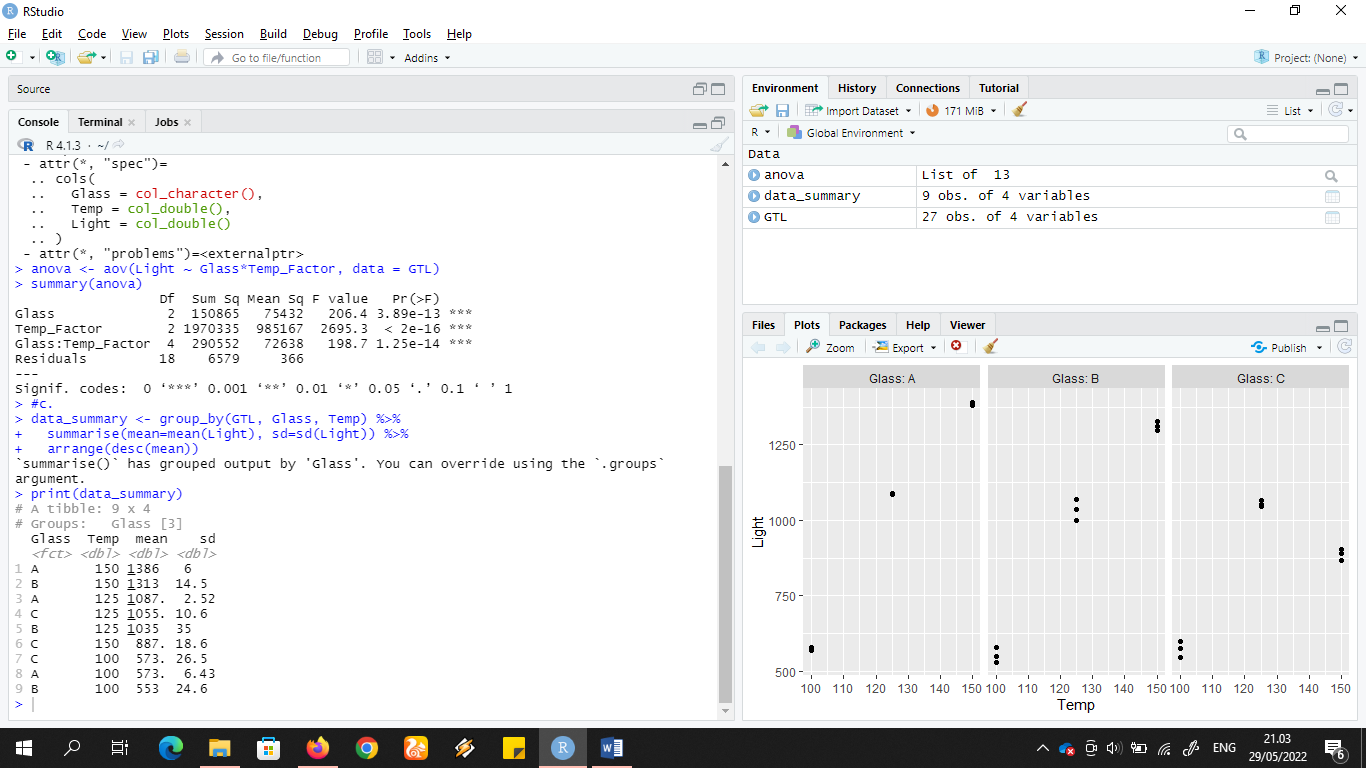 RStudio
File Edit Code View Plots Session Build Debug Profile Tools Help
Go to file/function Addins Project: (None)
Source
Console Terminal Jobs
R 4.1.3 · ~/
- attr(*, "spec")=
.. cols(
..   Glass = col_character(),
..   Temp = col_double(),
..   Light = col_double()
.. )
- attr(*, "problems")=<externalptr>
> anova <- aov(Light ~ Glass*Temp_Factor, data = GTL)
> summary(anova)
Df Sum Sq Mean Sq F value Pr(>F)
Glass 2 150865 75432 206.4 3.89e-13 ***
Temp_Factor 2 1970335 985167 2695.3 < 2e-16 ***
Glass:Temp_Factor 4 290552 72638 198.7 1.25e-14 ***
Residuals 18 6579 366
---
Signif. codes: 0 ‘***’ 0.001 ‘**’ 0.01 ‘*’ 0.05 ‘.’ 0.1 ‘ ’ 1
> #c.
> data_summary <- group_by(GTL, Glass, Temp) %>%
+   summarise(mean=mean(Light), sd=sd(Light)) %>%
+   arrange(desc(mean))
`summarise()` has grouped output by 'Glass'. You can override using the `.groups`
argument.
> print(data_summary)
# A tibble: 9 x 4
# Groups:   Glass [3]
Glass Temp mean sd
<fct> <dbl> <dbl> <dbl>
1 A 150 1386 6
2 B 150 1313 14.5
3 A 125 1087. 2.52
4 C 125 1055. 10.6
5 B 125 1035 35
6 C 150 887. 18.6
7 C 100 573. 26.5
8 A 100 573. 6.43
9 B 100 553 24.6
>
Environment History Connections Tutorial
Import Dataset 171 MiB List
R Global Environment
Data
anova List of 13
data_summary 9 obs. of 4 variables
GTL 27 obs. of 4 variables
Files Plots Packages Help Viewer
Zoom Export Publish
Glass: A Glass: B Glass: C
1250
1000
750
500
Light
100 110 120 130 140 150 100 110 120 130 140 150 100 110 120 130 140 150
Temp
ENG
21.03
29/05/2022
6